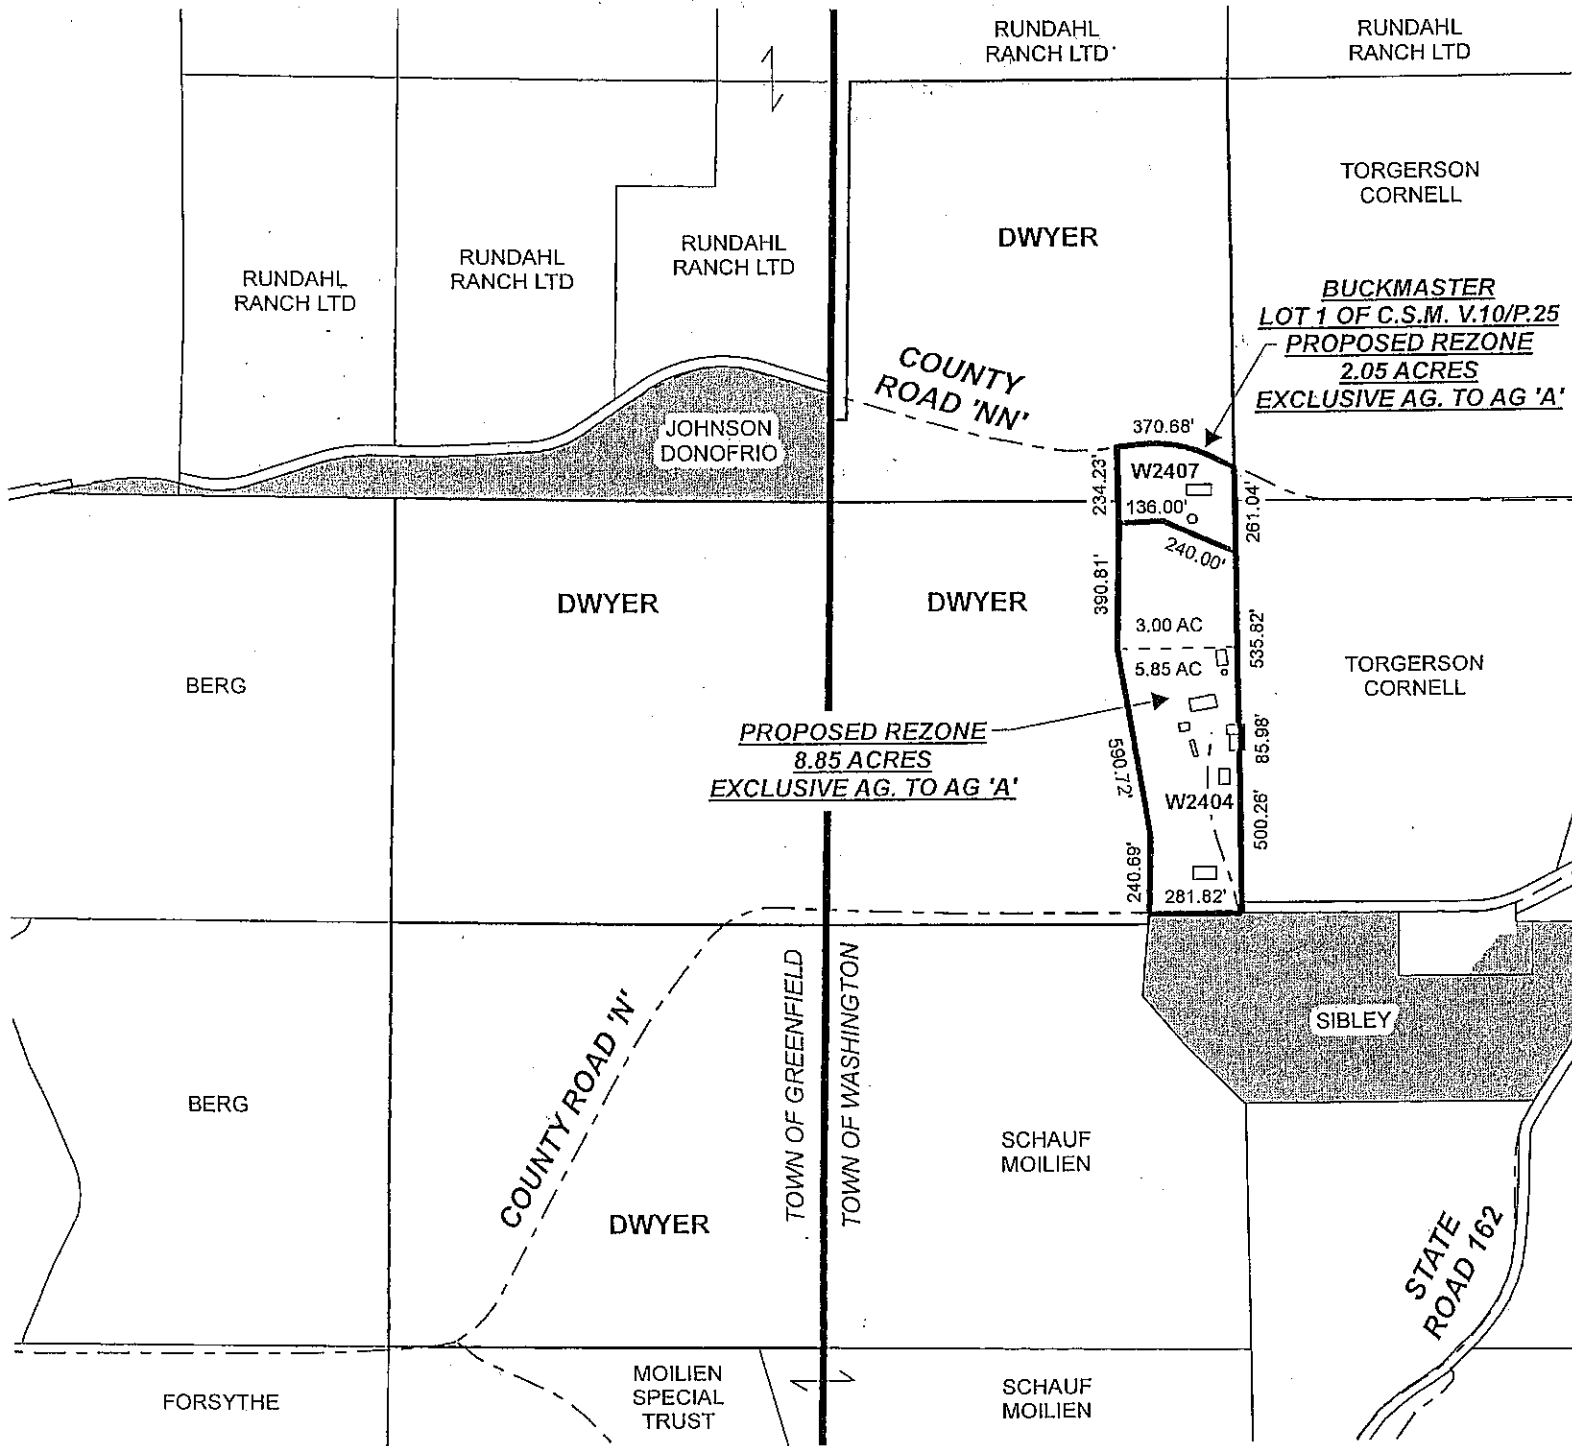 RUNDAHL
RANCH LTD
RUNDAHL
RANCH LTD
TORGERSON
CORNELL
DWYER
RUNDAHL
RANCH LTD
RUNDAHL
RANCH LTD
RUNDAHL
RANCH LTD
BUCKMASTER
LOT 1 OF C.S.M. V.10/P.25
PROPOSED REZONE
2.05 ACRES
EXCLUSIVE AG. TO AG 'A'
COUNTY
ROAD 'NN'
JOHNSON
DONOFRIO
370.68'
234.23'
W2407
136.00'
261.04'
240.00'
390.81'
DWYER
DWYER
3.00 AC
535.82'
5.85 AC
BERG
TORGERSON
CORNELL
PROPOSED REZONE
8.85 ACRES
EXCLUSIVE AG. TO AG 'A'
590.72'
85.98'
W2404
500.26'
240.69'
281.82'
TOWN OF GREENFIELD
TOWN OF WASHINGTON
SIBLEY
COUNTY ROAD 'N'
BERG
SCHAUF
MOILIEN
DWYER
STATE
ROAD 162
FORSYTHE
MOILIEN
SPECIAL
TRUST
SCHAUF
MOILIEN